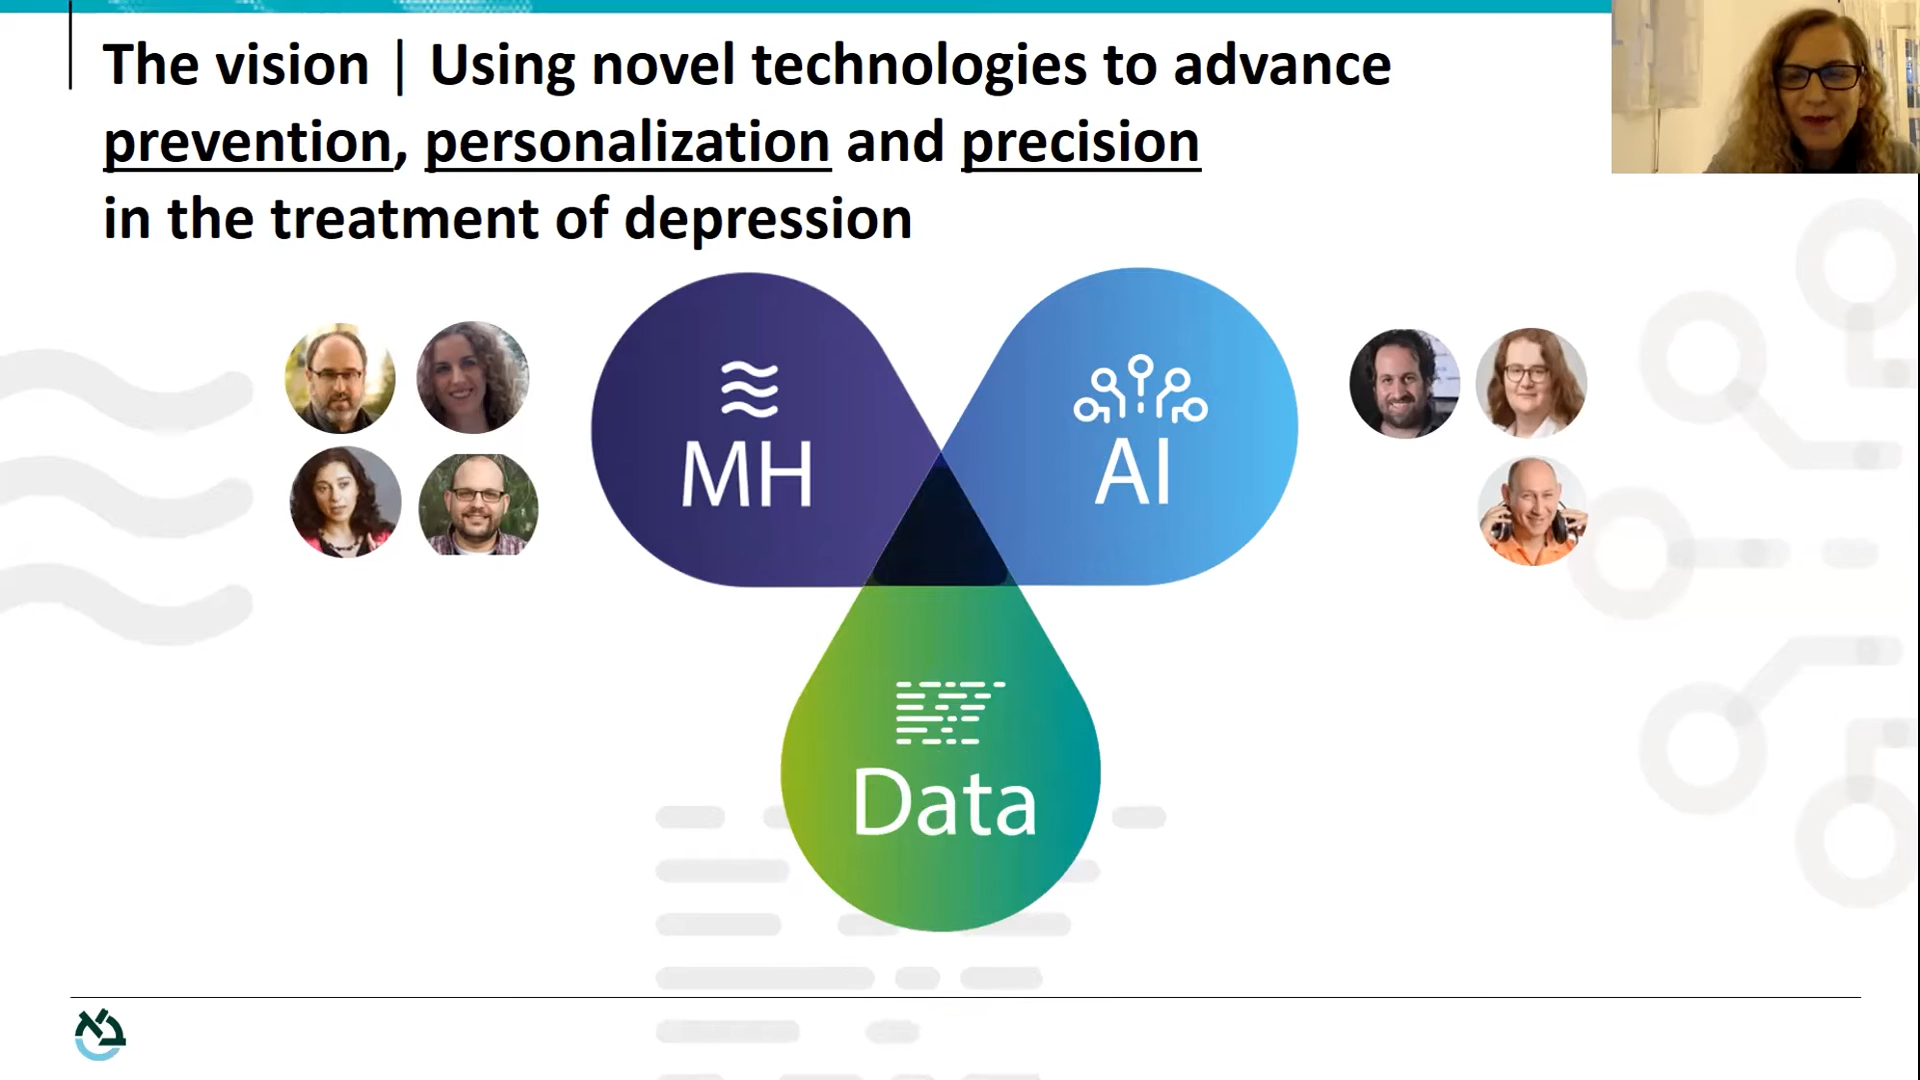 The vision | Using novel technologies to advance
prevention, personalization and precision
in the treatment of depression
MH
AI
Data